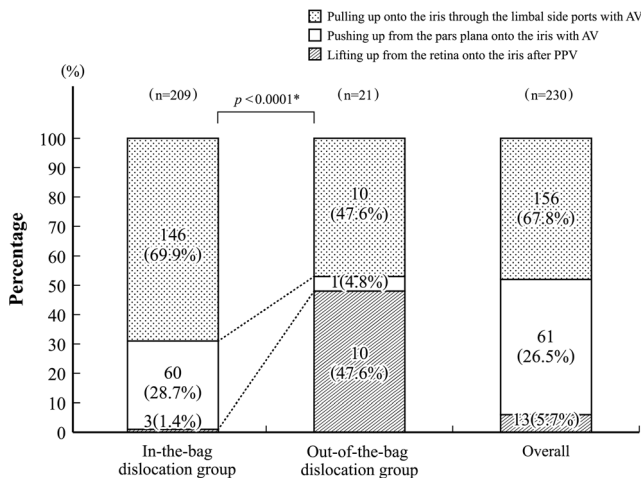 Pulling up onto the iris through the limbal side ports with AV
Pushing up from the pars plana onto the iris with AV
Lifting up from the retina onto the iris after PPV
(%)
(n=209)
p<0.0001*
(n=21)
(n=230)
100
90
80
70
60
50
40
30
20
10
0
Percentage
146
(69.9%)
60
(28.7%)
3(1.4%)
10
(47.6%)
1(4.8%)
10
(47.6%)
156
(67.8%)
61
(26.5%)
13(5.7%)
In-the-bag
dislocation group
Out-of-the-bag
dislocation group
Overall